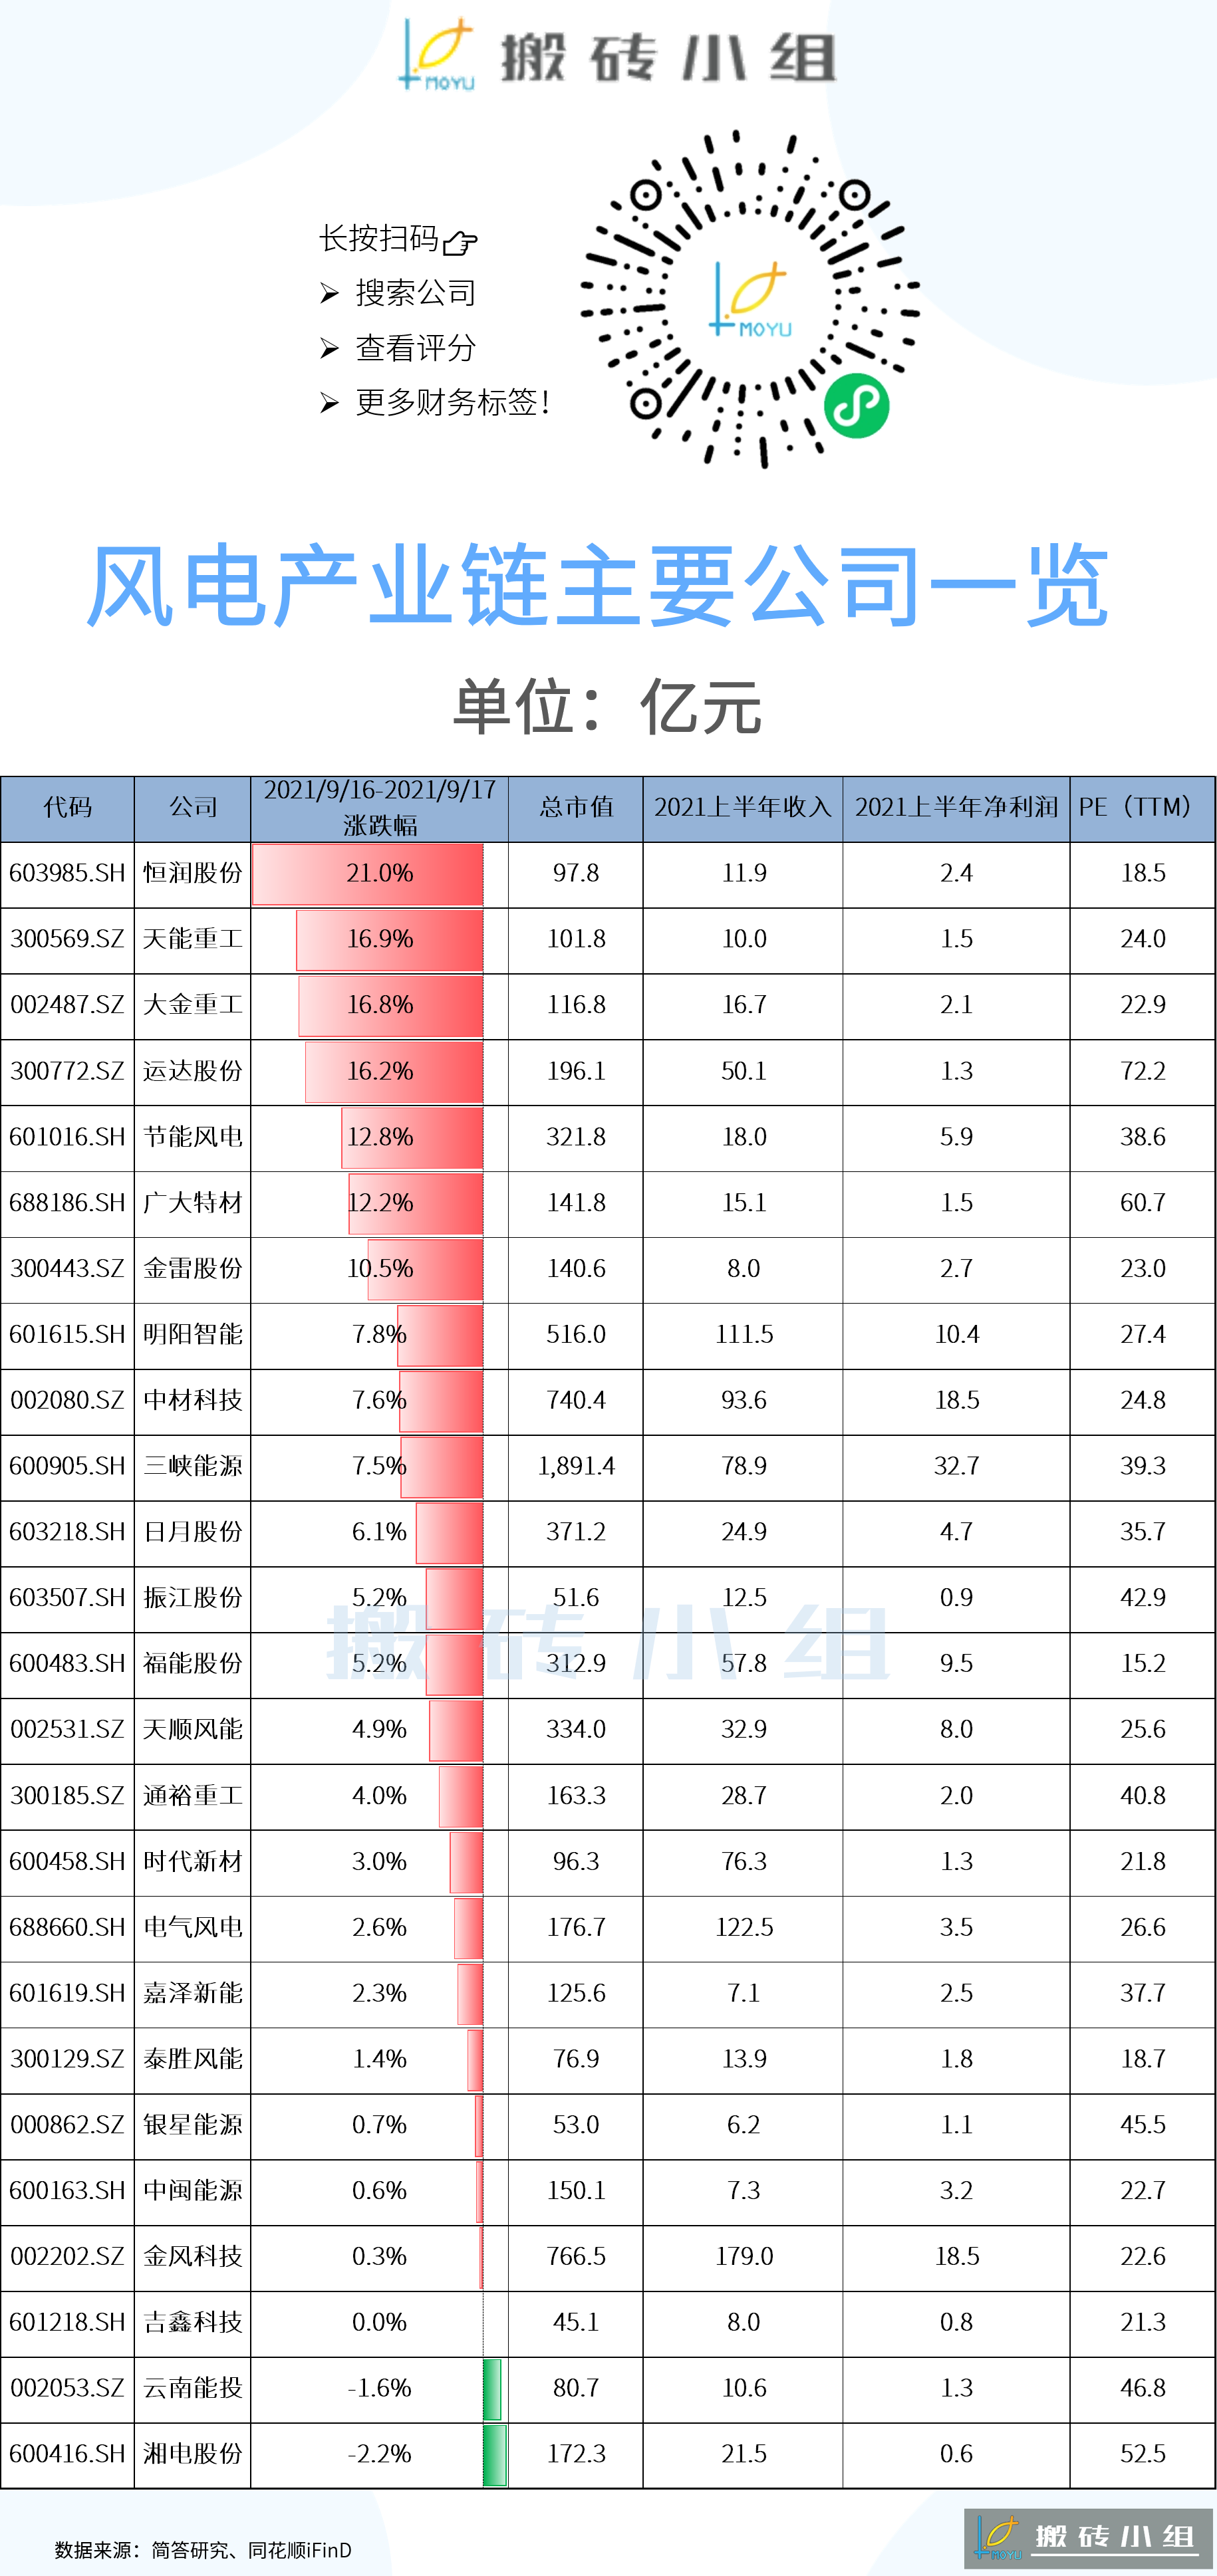 MOYU 搬砖小组
长按扫码
搜索公司
查看评分
更多财务标签！
MOYU
风电产业链主要公司一览
单位：亿元
代码 公司 2021/9/16-2021/9/17 涨跌幅 总市值 2021上半年收入 2021上半年净利润 PE（TTM）
603985.SH 恒润股份 21.0% 97.8 11.9 2.4 18.5
300569.SZ 天能重工 16.9% 101.8 10.0 1.5 24.0
002487.SZ 大金重工 16.8% 116.8 16.7 2.1 22.9
300772.SZ 运达股份 16.2% 196.1 50.1 1.3 72.2
601016.SH 节能风电 12.8% 321.8 18.0 5.9 38.6
688186.SH 广大特材 12.2% 141.8 15.1 1.5 60.7
300443.SZ 金雷股份 10.5% 140.6 8.0 2.7 23.0
601615.SH 明阳智能 7.8% 516.0 111.5 10.4 27.4
002080.SZ 中材科技 7.6% 740.4 93.6 18.5 24.8
600905.SH 三峡能源 7.5% 1,891.4 78.9 32.7 39.3
603218.SH 日月股份 6.1% 371.2 24.9 4.7 35.7
603507.SH 振江股份 5.2% 51.6 12.5 0.9 42.9
搬砖小组
600483.SH 福能股份 5.2% 312.9 57.8 9.5 15.2
002531.SZ 天顺风能 4.9% 334.0 32.9 8.0 25.6
300185.SZ 通裕重工 4.0% 163.3 28.7 2.0 40.8
600458.SH 时代新材 3.0% 96.3 76.3 1.3 21.8
688660.SH 电气风电 2.6% 176.7 122.5 3.5 26.6
601619.SH 嘉泽新能 2.3% 125.6 7.1 2.5 37.7
300129.SZ 泰胜风能 1.4% 76.9 13.9 1.8 18.7
000862.SZ 银星能源 0.7% 53.0 6.2 1.1 45.5
600163.SH 中闽能源 0.6% 150.1 7.3 3.2 22.7
002202.SZ 金风科技 0.3% 766.5 179.0 18.5 22.6
601218.SH 吉鑫科技 0.0% 45.1 8.0 0.8 21.3
002053.SZ 云南能投 -1.6% 80.7 10.6 1.3 46.8
600416.SH 湘电股份 -2.2% 172.3 21.5 0.6 52.5
数据来源：简答研究、同花顺iFinD
MOYU 搬砖小组